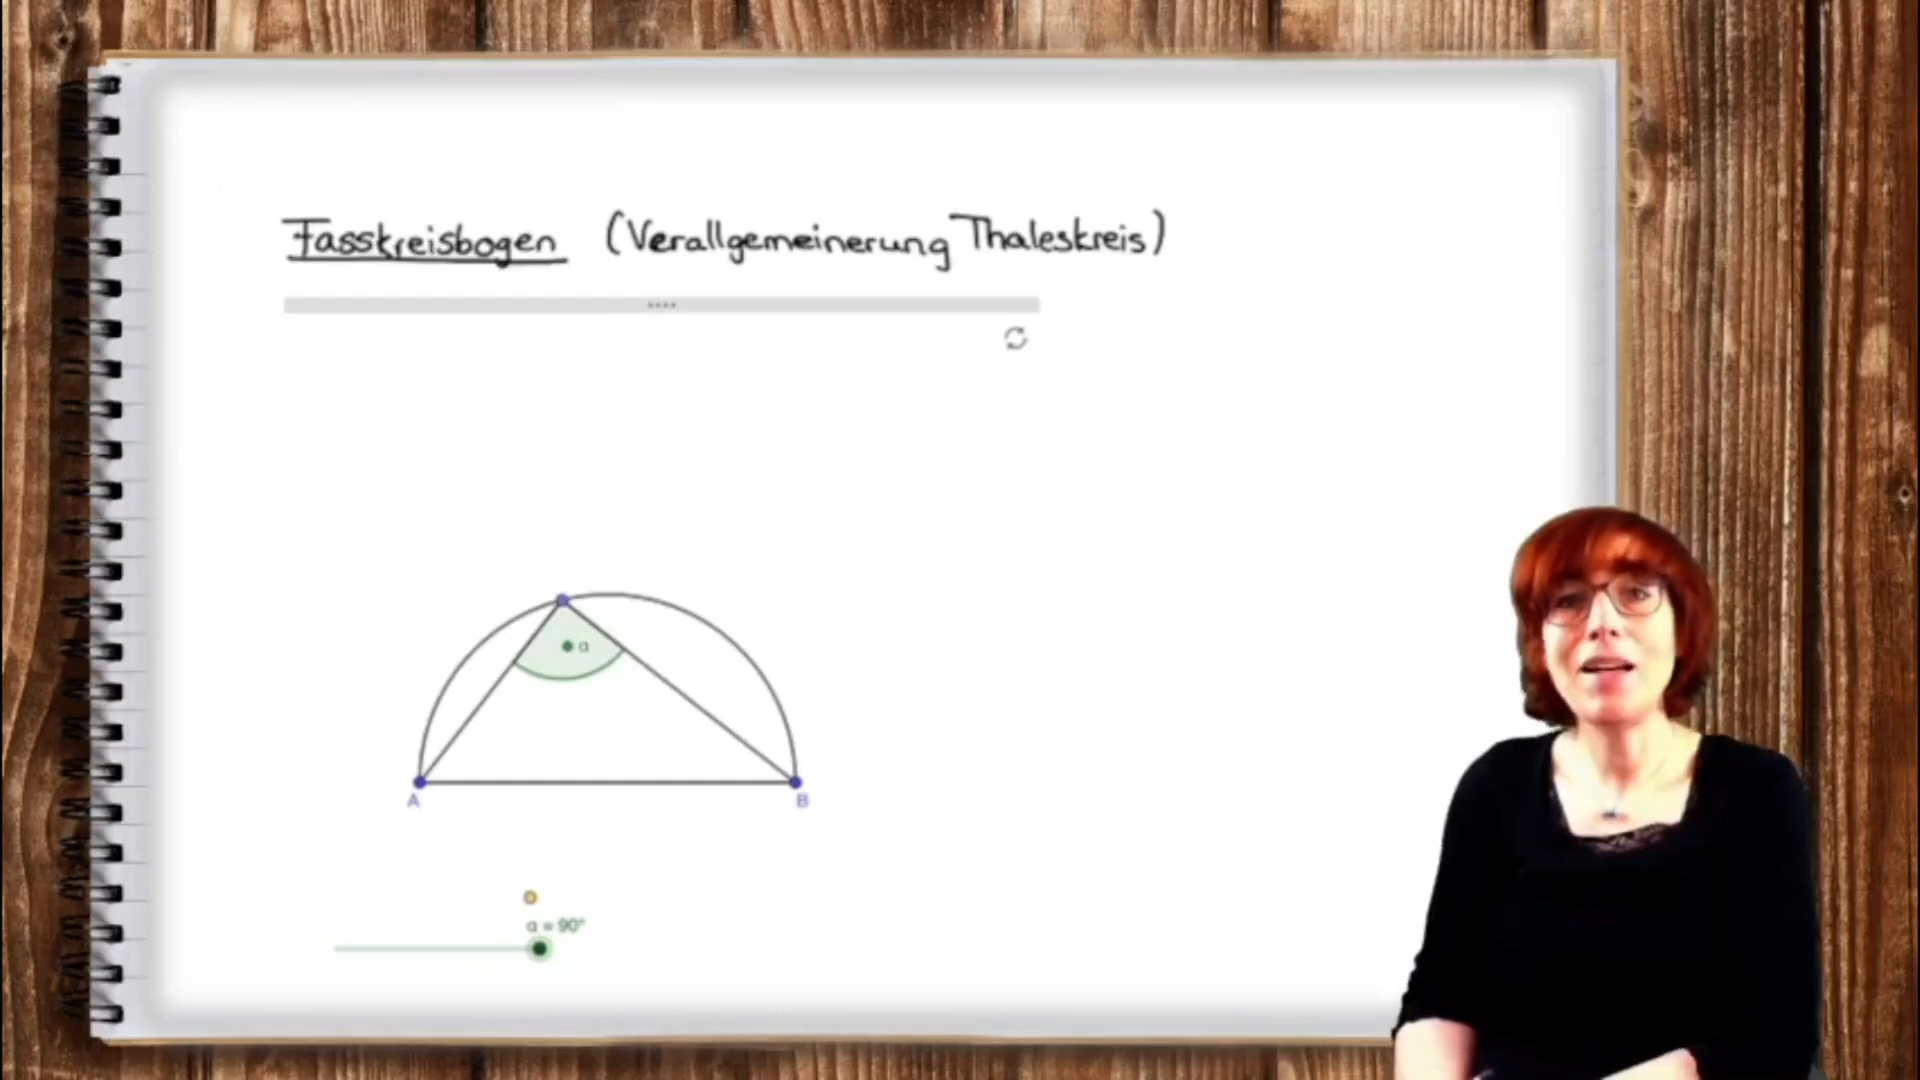 Fasskreisbogen (Verallgemeinerung Thaleskreis)
α
A
B
α = 90°